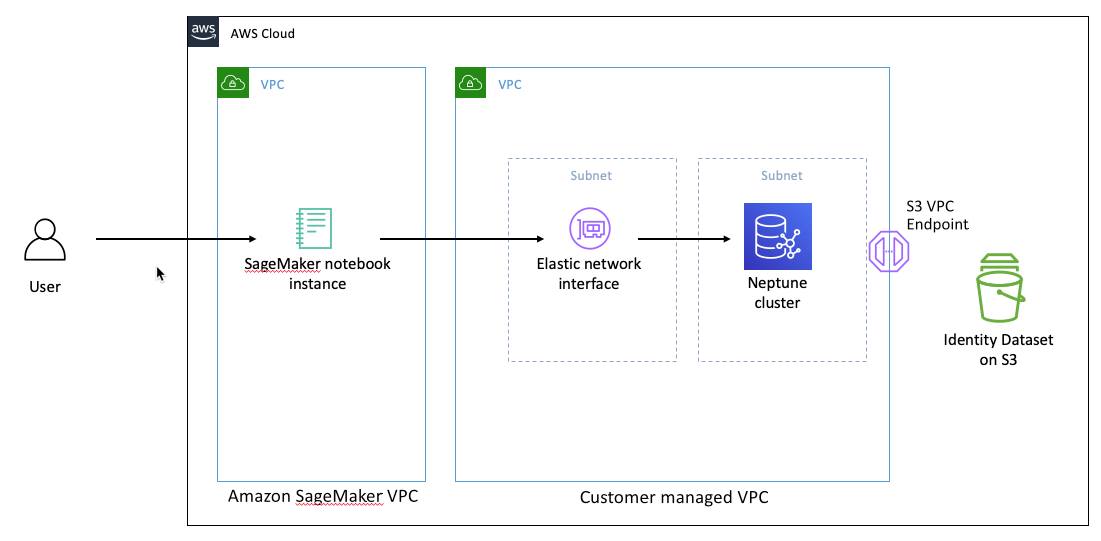 aws
AWS Cloud
VPC
VPC
Subnet
Subnet
S3 VPC
Endpoint
User
SageMaker notebook
instance
Elastic network
interface
Neptune
cluster
Identity Dataset
on S3
Amazon SageMaker VPC
Customer managed VPC